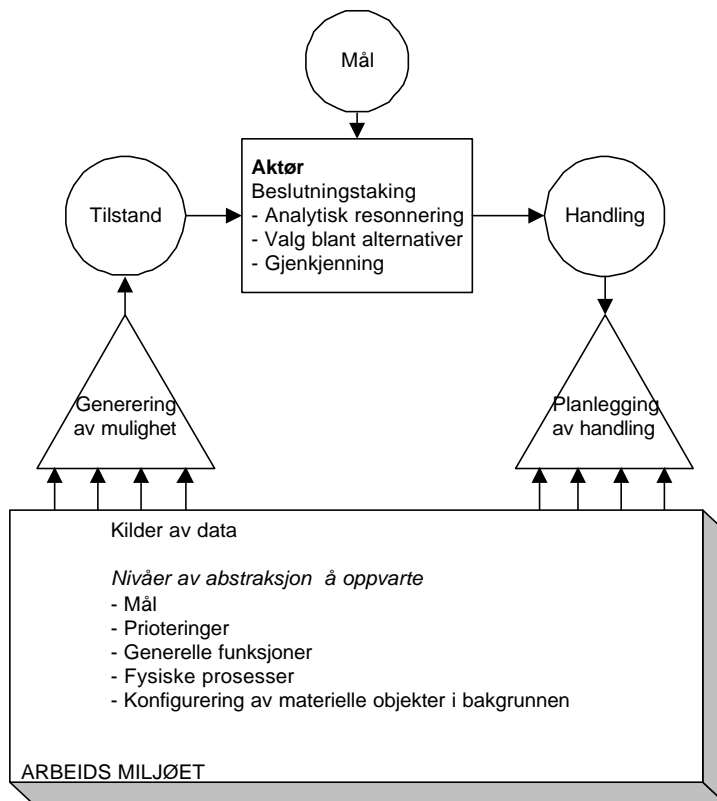 Mål
Aktør
Beslutningstaking
- Analytisk resonnering
- Valg blant alternativer
- Gjenkjenning
Tilstand
Handling
Generering
av mulighet
Planlegging
av handling
Kilder av data
Nivåer av abstraksjon å oppvarte
- Mål
- Prioteringer
- Generelle funksjoner
- Fysiske prosesser
- Konfigurering av materielle objekter i bakgrunnen
ARBEIDS MILJØET